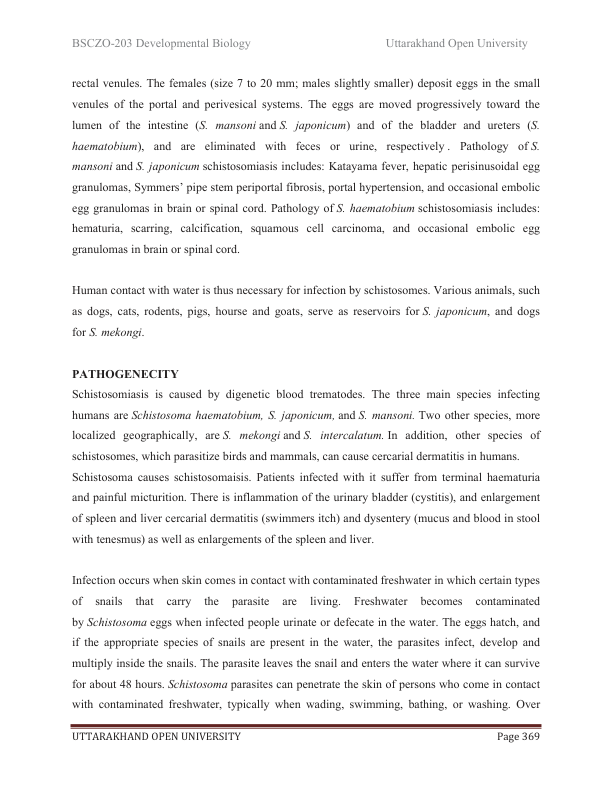 BSCZO-203 Developmental Biology Uttarakhand Open University
rectal venules. The females (size 7 to 20 mm; males slightly smaller) deposit eggs in the small
venules of the portal and perivesical systems. The eggs are moved progressively toward the
lumen of the intestine (S. mansoni and S. japonicum) and of the bladder and ureters (S.
haematobium), and are eliminated with feces or urine, respectively . Pathology of S.
mansoni and S. japonicum schistosomiasis includes: Katayama fever, hepatic perisinusoidal egg
granulomas, Symmers’ pipe stem periportal fibrosis, portal hypertension, and occasional embolic
egg granulomas in brain or spinal cord. Pathology of S. haematobium schistosomiasis includes:
hematuria, scarring, calcification, squamous cell carcinoma, and occasional embolic egg
granulomas in brain or spinal cord.
Human contact with water is thus necessary for infection by schistosomes. Various animals, such
as dogs, cats, rodents, pigs, hourse and goats, serve as reservoirs for S. japonicum, and dogs
for S. mekongi.
PATHOGENECITY
Schistosomiasis is caused by digenetic blood trematodes. The three main species infecting
humans are Schistosoma haematobium, S. japonicum, and S. mansoni. Two other species, more
localized geographically, are S. mekongi and S. intercalatum. In addition, other species of
schistosomes, which parasitize birds and mammals, can cause cercarial dermatitis in humans.
Schistosoma causes schistosomaisis. Patients infected with it suffer from terminal haematuria
and painful micturition. There is inflammation of the urinary bladder (cystitis), and enlargement
of spleen and liver cercarial dermatitis (swimmers itch) and dysentery (mucus and blood in stool
with tenesmus) as well as enlargements of the spleen and liver.
Infection occurs when skin comes in contact with contaminated freshwater in which certain types
of snails that carry the parasite are living. Freshwater becomes contaminated
by Schistosoma eggs when infected people urinate or defecate in the water. The eggs hatch, and
if the appropriate species of snails are present in the water, the parasites infect, develop and
multiply inside the snails. The parasite leaves the snail and enters the water where it can survive
for about 48 hours. Schistosoma parasites can penetrate the skin of persons who come in contact
with contaminated freshwater, typically when wading, swimming, bathing, or washing. Over
UTTARAKHAND OPEN UNIVERSITY Page 369